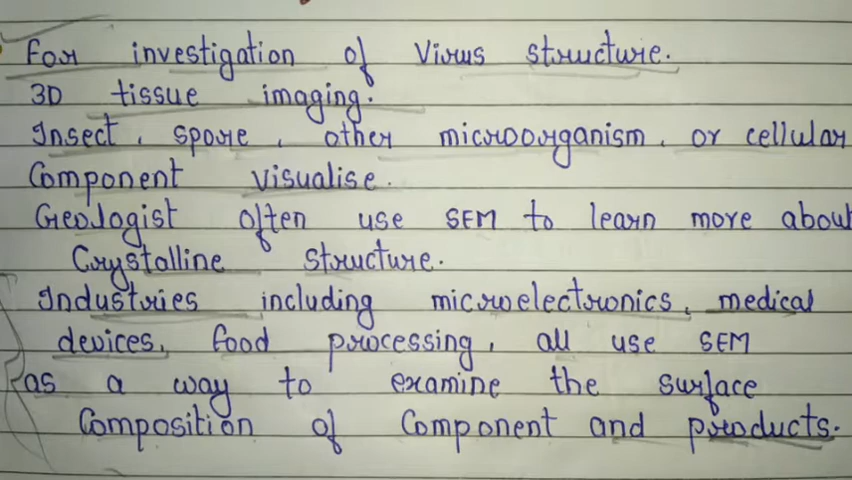 For investigation of Virus structure.
3D tissue imaging.
Insect, spore, other microorganism, or cellular
Component visualise.
Geologist often use SEM to learn more about
Crystalline structure.
Industries including microelectronics, medical
devices, food processing, all use SEM
as a way to examine the surface
Composition of Component and products.